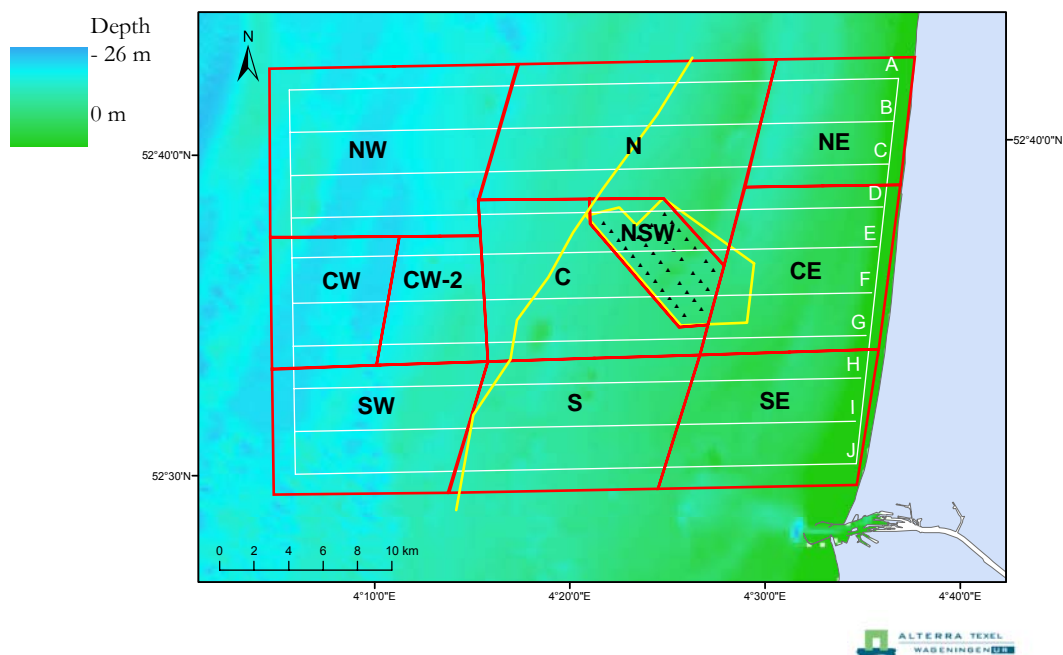 Depth
- 26 m
0 m
N
A
B
C
D
E
F
G
H
I
J
NW
N
NE
NSW
CW
CW-2
C
CE
SW
S
SE
52°40'0"N
52°40'0"N
52°30'0"N
0 2 4 6 8 10 km
4°10'0"E
4°20'0"E
4°30'0"E
4°40'0"E
ALTERRA TEXEL
WAGENINGEN UR